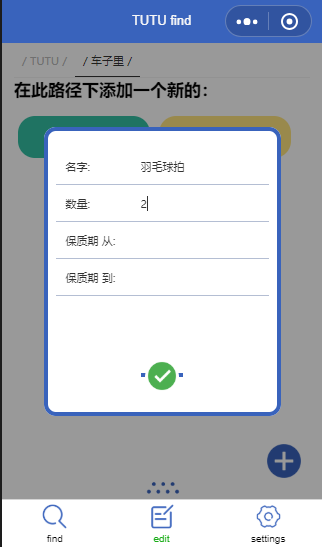 TUTU find
/ TUTU / / 车子里 /
在此路径下添加一个新的：
名字: 羽毛球拍
数量: 2
保质期 从:
保质期 到:
find edit settings